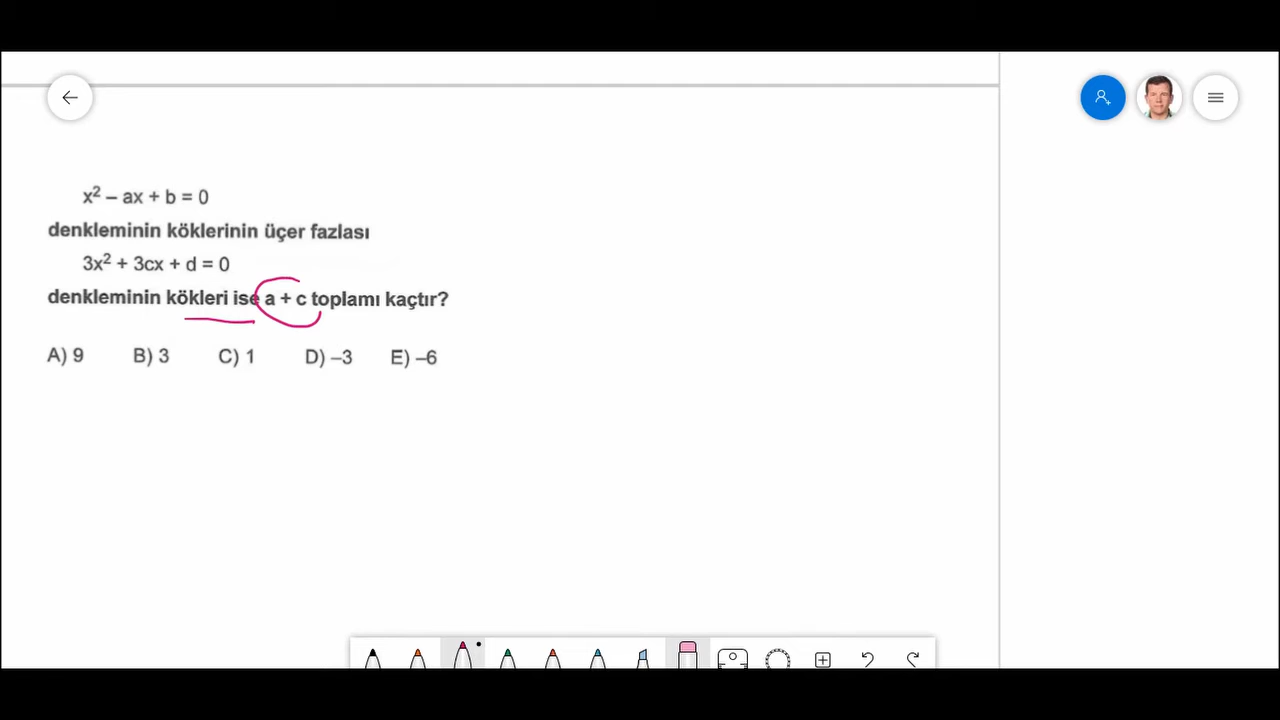 x² – ax + b = 0
denkleminin köklerinin üçer fazlası
3x² + 3cx + d = 0
denkleminin kökleri ise a + c toplamı kaçtır?
A) 9 B) 3 C) 1 D) –3 E) –6